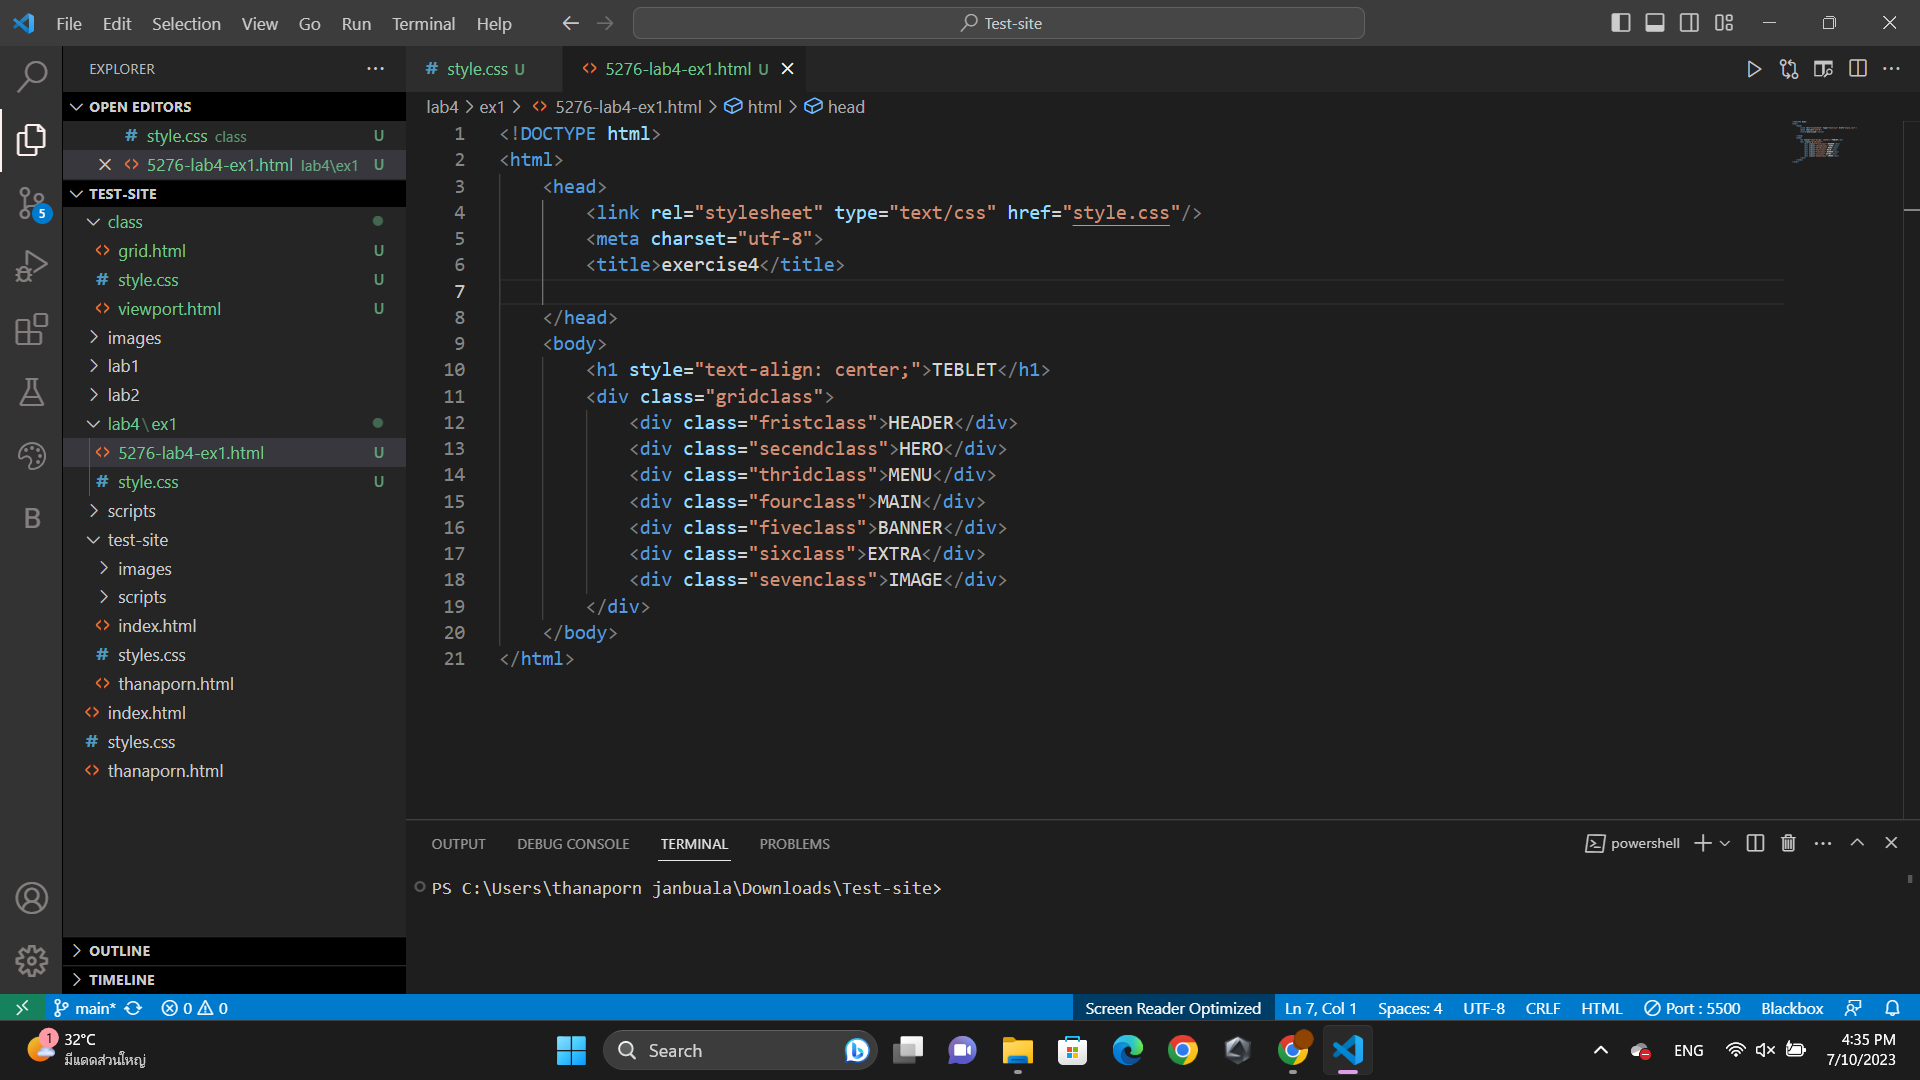 File Edit Selection View Go Run Terminal Help
Test-site
EXPLORER
OPEN EDITORS
style.css class U
5276-lab4-ex1.html lab4\ex1 U
TEST-SITE
class
grid.html U
style.css U
viewport.html U
images
lab1
lab2
lab4\ex1
5276-lab4-ex1.html U
style.css U
scripts
test-site
images
scripts
index.html
styles.css
thanaporn.html
index.html
styles.css
thanaporn.html
OUTLINE
TIMELINE
5
B
style.css U
5276-lab4-ex1.html U
lab4 > ex1 > 5276-lab4-ex1.html > html > head
1 <!DOCTYPE html>
2 <html>
3 <head>
4 <link rel="stylesheet" type="text/css" href="style.css"/>
5 <meta charset="utf-8">
6 <title>exercise4</title>
7
8 </head>
9 <body>
10 <h1 style="text-align: center;">TEBLET</h1>
11 <div class="gridclass">
12 <div class="fristclass">HEADER</div>
13 <div class="secendclass">HERO</div>
14 <div class="thridclass">MENU</div>
15 <div class="fourclass">MAIN</div>
16 <div class="fiveclass">BANNER</div>
17 <div class="sixclass">EXTRA</div>
18 <div class="sevenclass">IMAGE</div>
19 </div>
20 </body>
21 </html>
OUTPUT DEBUG CONSOLE TERMINAL PROBLEMS
powershell
PS C:\Users\thanaporn janbuala\Downloads\Test-site>
main* 0 0
Screen Reader Optimized Ln 7, Col 1 Spaces: 4 UTF-8 CRLF HTML Port : 5500 Blackbox
1
32°C
มีแดดส่วนใหญ่
Search
ENG
4:35 PM
7/10/2023